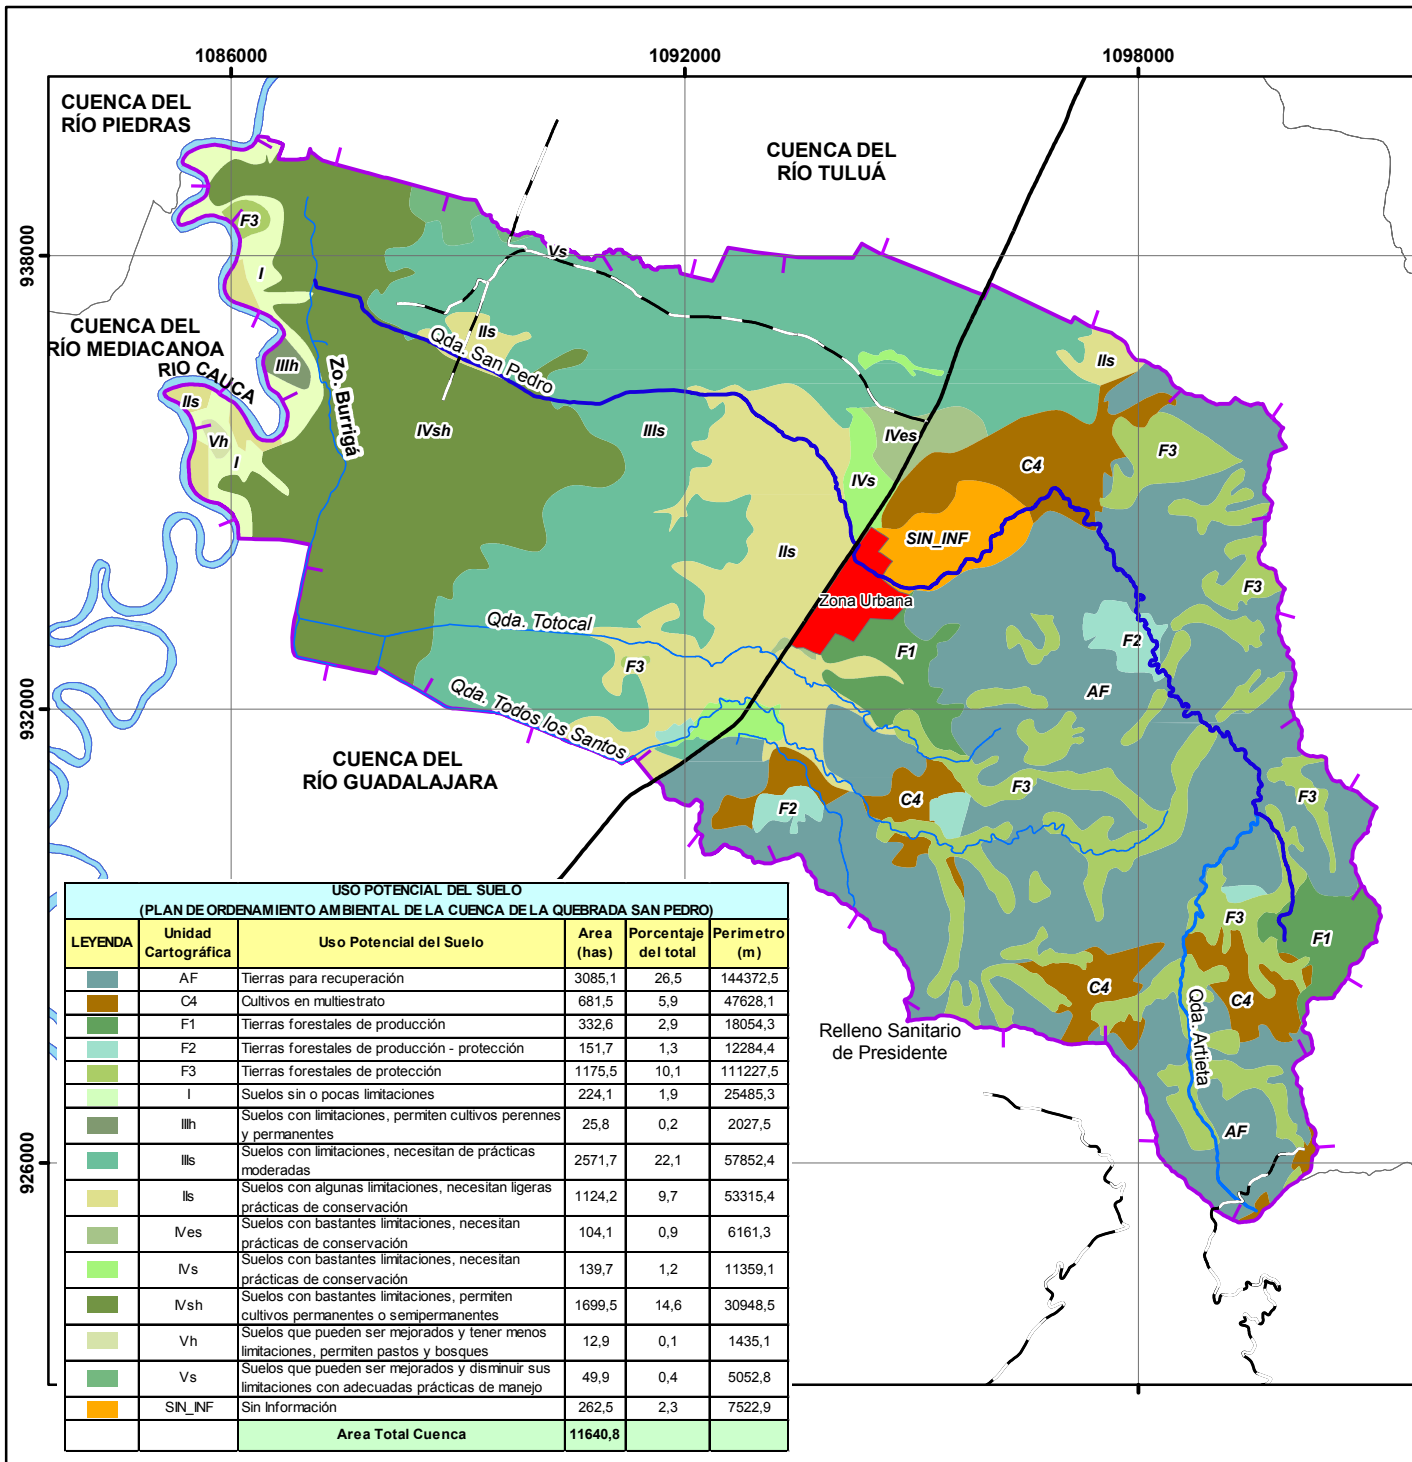 1086000
1092000
1098000
CUENCA DEL
RÍO PIEDRAS
CUENCA DEL
RÍO TULUÁ
938000
F3
I
Vs
CUENCA DEL
RÍO MEDIACANOA
RIO CAUCA
IIIh
IIs
Qda. San Pedro
IIs
Zo. Burrigá
IIs
Vh
I
IVsh
IIIs
IVes
C4
F3
IVs
IIs
SIN_INF
F3
Zona Urbana
Qda. Totocal
F1
F2
F3
AF
932000
Qda. Todos los Santos
CUENCA DEL
RÍO GUADALAJARA
F2
C4
F3
F3
F3
F1
C4
C4
Qda. Artieta
Relleno Sanitario
de Presidente
AF
926000
USO POTENCIAL DEL SUELO
(PLAN DE ORDENAMIENTO AMBIENTAL DE LA CUENCA DE LA QUEBRADA SAN PEDRO)
LEYENDA Unidad Cartográfica Uso Potencial del Suelo Area (has) Porcentaje del total Perimetro (m)
AF Tierras para recuperación 3085,1 26,5 144372,5
C4 Cultivos en multiestrato 681,5 5,9 47628,1
F1 Tierras forestales de producción 332,6 2,9 18054,3
F2 Tierras forestales de producción - protección 151,7 1,3 12284,4
F3 Tierras forestales de protección 1175,5 10,1 111227,5
I Suelos sin o pocas limitaciones 224,1 1,9 25485,3
IIIh Suelos con limitaciones, permiten cultivos perennes y permanentes 25,8 0,2 2027,5
IIIs Suelos con limitaciones, necesitan de prácticas moderadas 2571,7 22,1 57852,4
IIs Suelos con algunas limitaciones, necesitan ligeras prácticas de conservación 1124,2 9,7 53315,4
IVes Suelos con bastantes limitaciones, necesitan prácticas de conservación 104,1 0,9 6161,3
IVs Suelos con bastantes limitaciones, necesitan prácticas de conservación 139,7 1,2 11359,1
IVsh Suelos con bastantes limitaciones, permiten cultivos permanentes o semipermanentes 1699,5 14,6 30948,5
Vh Suelos que pueden ser mejorados y tener menos limitaciones, permiten pastos y bosques 12,9 0,1 1435,1
Vs Suelos que pueden ser mejorados y disminuir sus limitaciones con adecuadas prácticas de manejo 49,9 0,4 5052,8
SIN_INF Sin Información 262,5 2,3 7522,9
Area Total Cuenca 11640,8